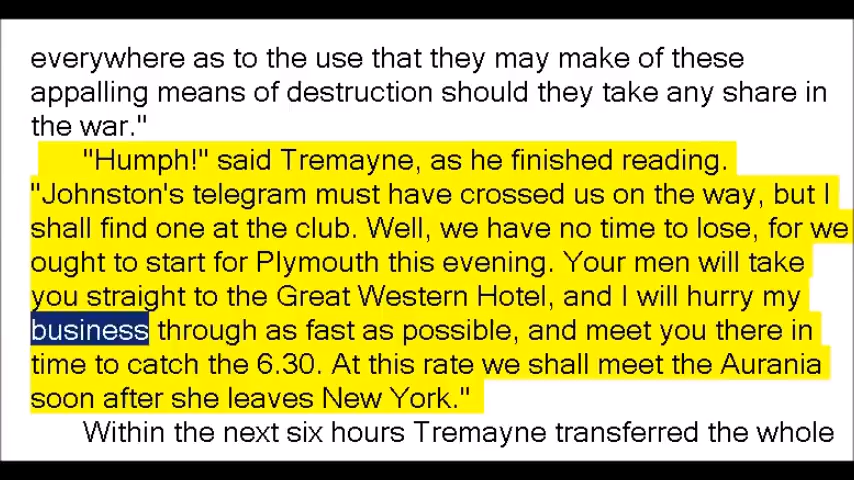 everywhere as to the use that they may make of these
appalling means of destruction should they take any share in
the war."
"Humph!" said Tremayne, as he finished reading.
"Johnston's telegram must have crossed us on the way, but I
shall find one at the club. Well, we have no time to lose, for we
ought to start for Plymouth this evening. Your men will take
you straight to the Great Western Hotel, and I will hurry my
business through as fast as possible, and meet you there in
time to catch the 6.30. At this rate we shall meet the Aurania
soon after she leaves New York."
Within the next six hours Tremayne transferred the whole